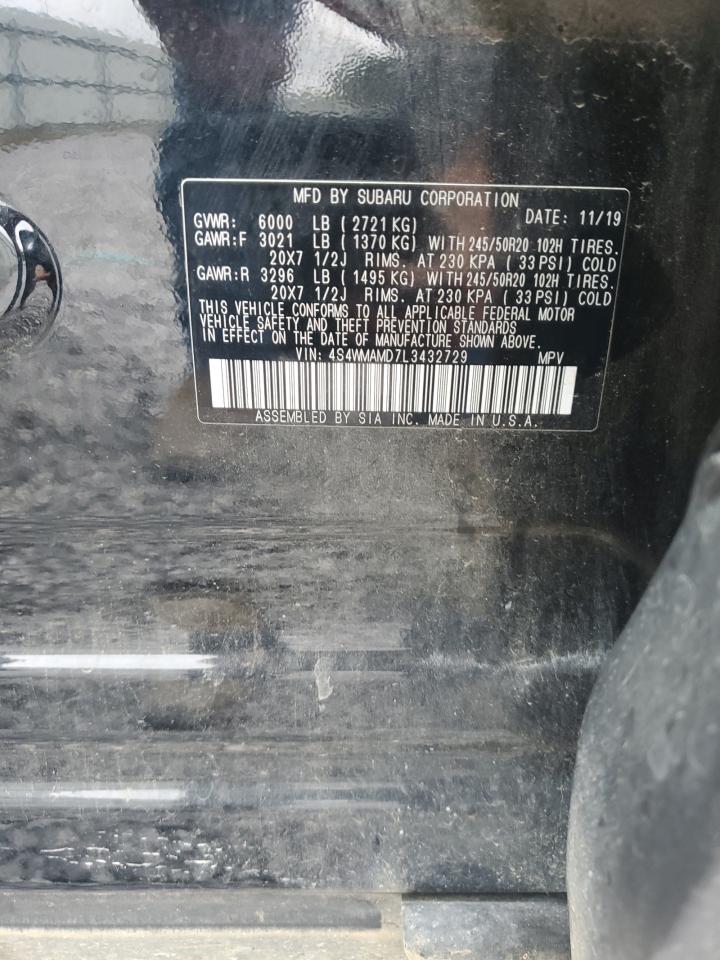 MFD BY SUBARU CORPORATION
DATE: 11/19
GVWR: 6000 LB ( 2721 KG)
GAWR:F 3021 LB ( 1370 KG) WITH 245/50R20 102H TIRES.
20X7 1/2J RIMS. AT 230 KPA ( 33 PSI) COLD
GAWR:R 3296 LB ( 1495 KG) WITH 245/50R20 102H TIRES.
20X7 1/2J RIMS. AT 230 KPA ( 33 PSI) COLD
THIS VEHICLE CONFORMS TO ALL APPLICABLE FEDERAL MOTOR
VEHICLE SAFETY AND THEFT PREVENTION STANDARDS
IN EFFECT ON THE DATE OF MANUFACTURE SHOWN ABOVE.
VIN: 4S4WMAMD7L3432729 MPV
ASSEMBLED BY SIA INC. MADE IN U.S.A.